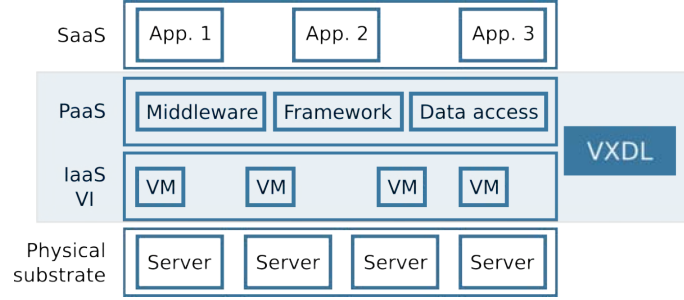 SaaS App. 1 App. 2 App. 3
PaaS Middleware Framework Data access
VXDL
IaaS
VI VM VM VM VM
Physical
substrate Server Server Server Server